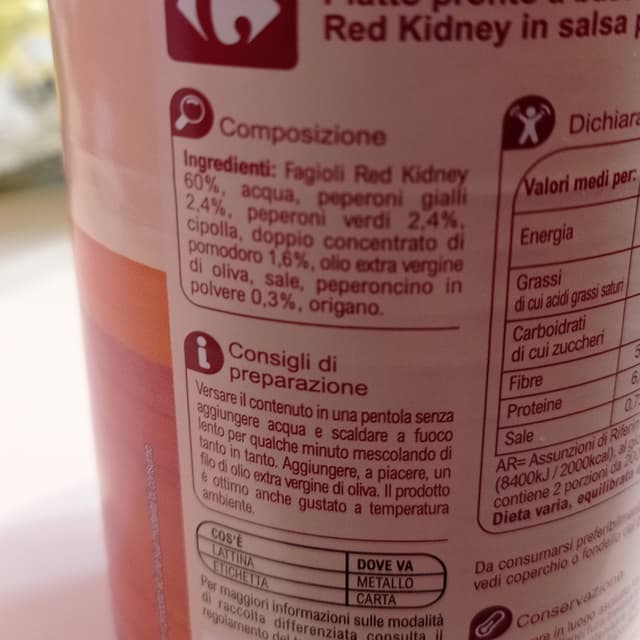 Red Kidney in salsa
Composizione
Ingredienti: Fagioli Red Kidney
60%, acqua, peperoni gialli
2,4%, peperoni verdi 2,4%,
cipolla, doppio concentrato di
pomodoro 1,6%, olio extra vergine
di oliva, sale, peperoncino in
polvere 0,3%, origano.
Consigli di
preparazione
Versare il contenuto in una pentola senza
aggiungere acqua e scaldare a fuoco
lento per qualche minuto mescolando di
tanto in tanto. Aggiungere, a piacere, un
filo di olio extra vergine di oliva. Il prodotto
è ottimo anche gustato a temperatura
ambiente.
COS'È DOVE VA
LATTINA METALLO
ETICHETTA CARTA
Per maggiori informazioni sulle modalità
di raccolta differenziata consulta il
regolamento del
Valori medi per:
Energia
Grassi
di cui acidi grassi saturi
Carboidrati
di cui zuccheri
Fibre
Proteine
Sale
AR= Assunzioni di
(8400kJ / 2000kcal),
contiene 2 porzioni da
Dieta varia, equilibrata
Da consumarsi
vedi coperchio o fondello
Conservazione